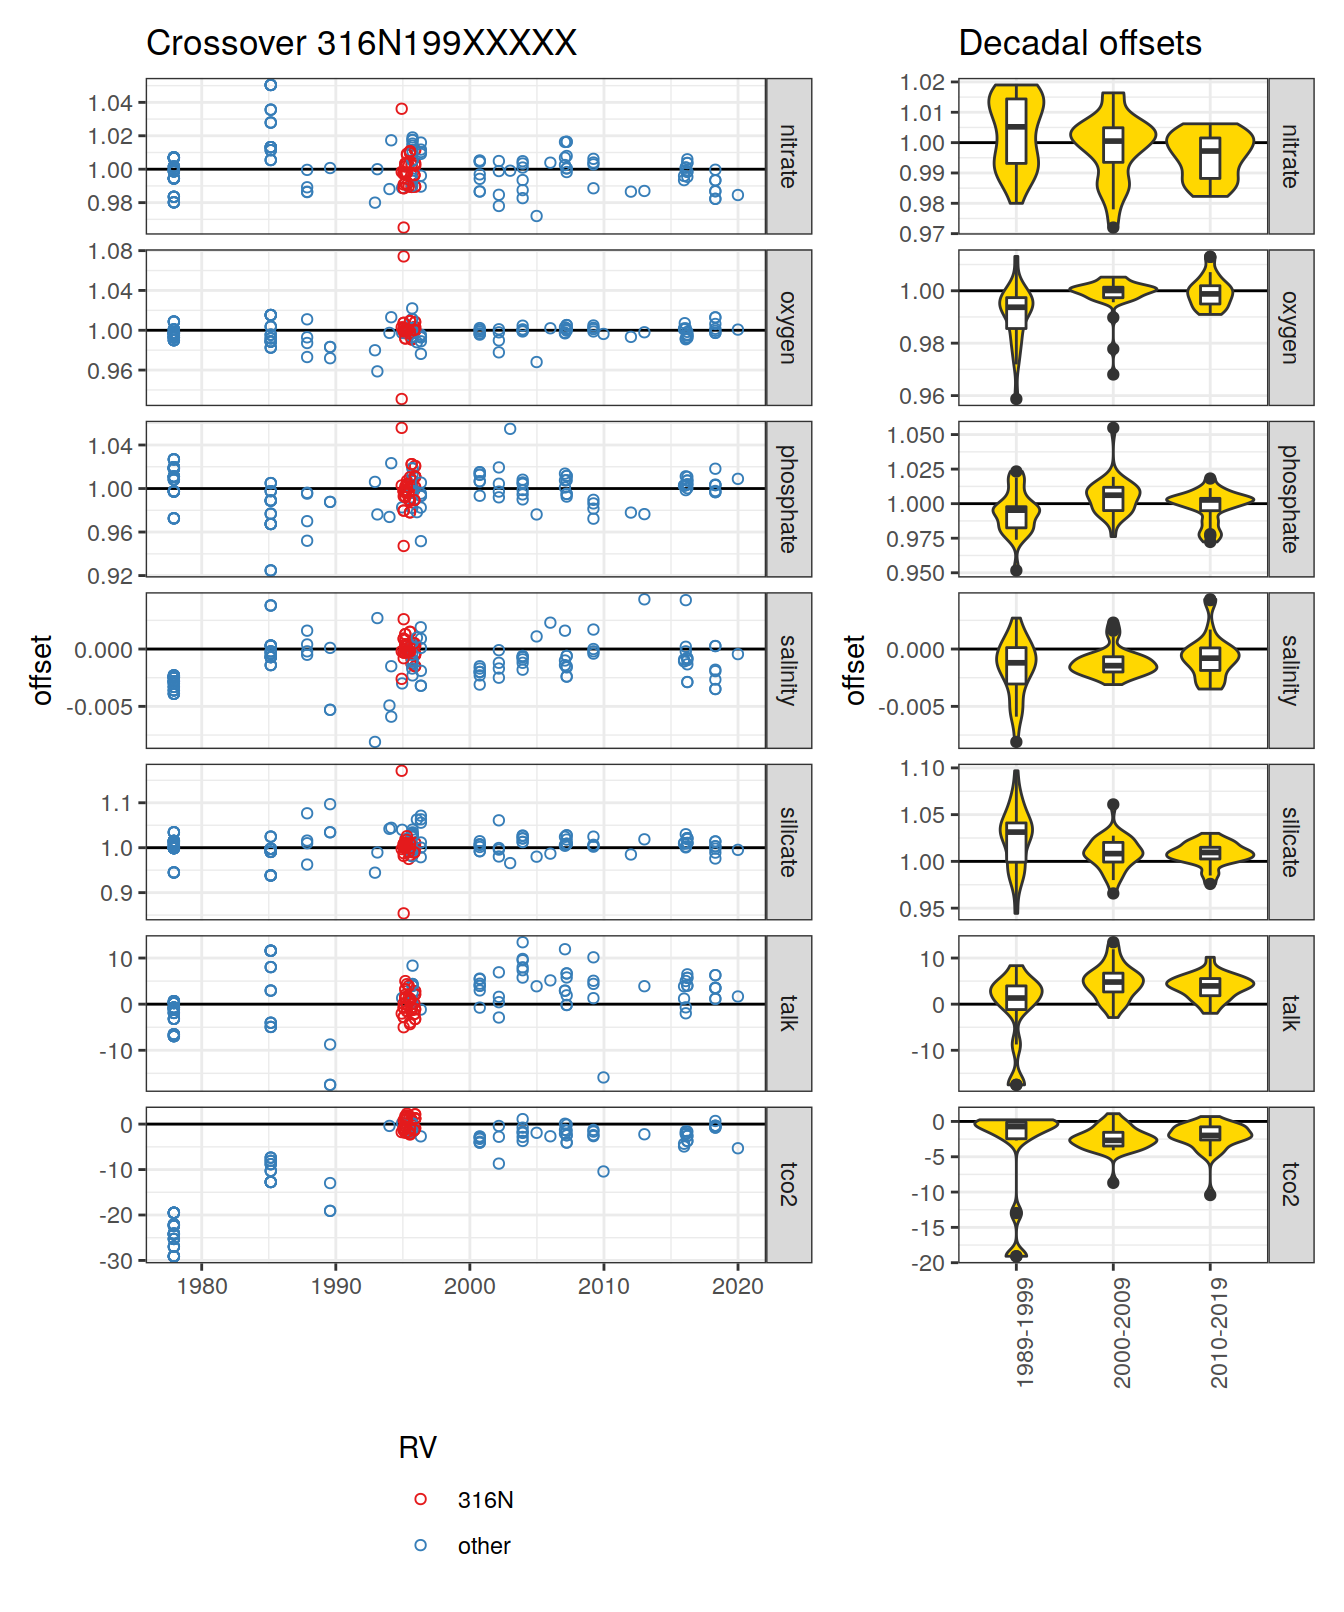 Crossover 316N199XXXXX
Decadal offsets
offset
1.04
1.02
1.00
0.98
nitrate
1.08
1.04
1.00
0.96
oxygen
1.04
1.00
0.96
0.92
phosphate
0.000
-0.005
salinity
1.1
1.0
0.9
silicate
10
0
-10
talk
0
-10
-20
-30
tco2
1980 1990 2000 2010 2020
offset
1.02
1.01
1.00
0.99
0.98
0.97
nitrate
1.00
0.98
0.96
oxygen
1.050
1.025
1.000
0.975
0.950
phosphate
0.000
-0.005
salinity
1.10
1.05
1.00
0.95
silicate
10
0
-10
talk
0
-5
-10
-15
-20
tco2
1989-1999
2000-2009
2010-2019
RV
316N
other